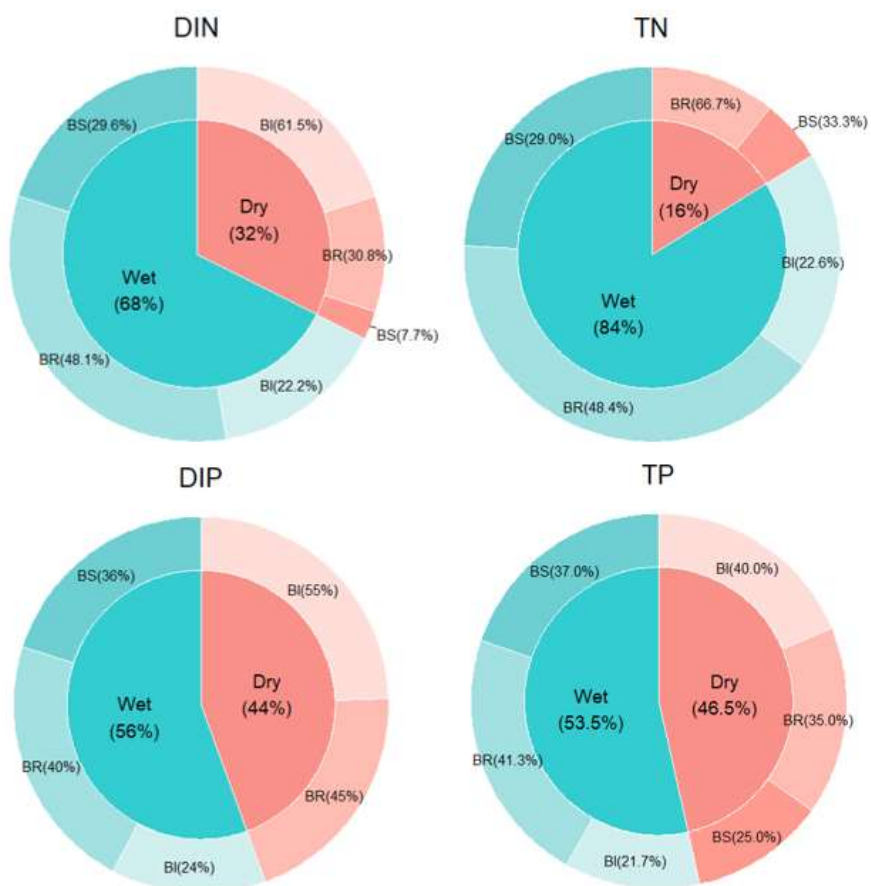 DIN
BS(29.6%)
BI(61.5%)
Dry
(32%)
BR(30.8%)
Wet
(68%)
BS(7.7%)
BR(48.1%)
BI(22.2%)
TN
BR(66.7%)
BS(33.3%)
BS(29.0%)
Dry
(16%)
BI(22.6%)
Wet
(84%)
BR(48.4%)
DIP
BS(36%)
BI(55%)
Wet
(56%)
Dry
(44%)
BR(40%)
BR(45%)
BI(24%)
TP
BS(37.0%)
BI(40.0%)
Wet
(53.5%)
Dry
(46.5%)
BR(35.0%)
BR(41.3%)
BS(25.0%)
BI(21.7%)